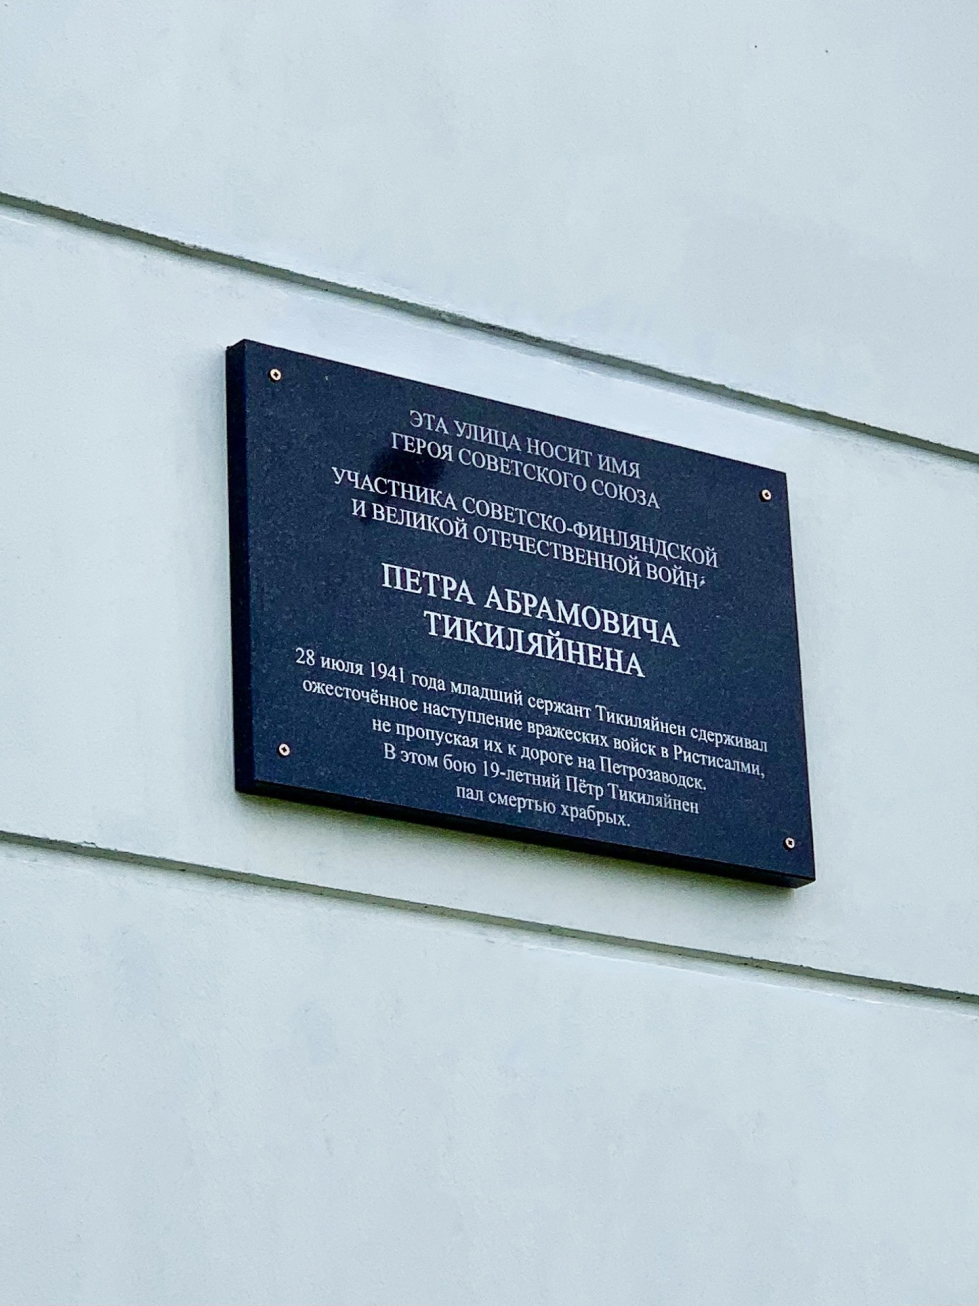 ЭТА УЛИЦА НОСИТ ИМЯ
ГЕРОЯ СОВЕТСКОГО СОЮЗА
УЧАСТНИКА СОВЕТСКО-ФИНЛЯНДСКОЙ
И ВЕЛИКОЙ ОТЕЧЕСТВЕННОЙ ВОЙН
ПЕТРА АБРАМОВИЧА
ТИКИЛЯЙНЕНА
28 июля 1941 года младший сержант Тикиляйнен сдерживал
ожесточённое наступление вражеских войск в Ристисалми,
не пропуская их к дороге на Петрозаводск.
В этом бою 19-летний Пётр Тикиляйнен
пал смертью храбрых.